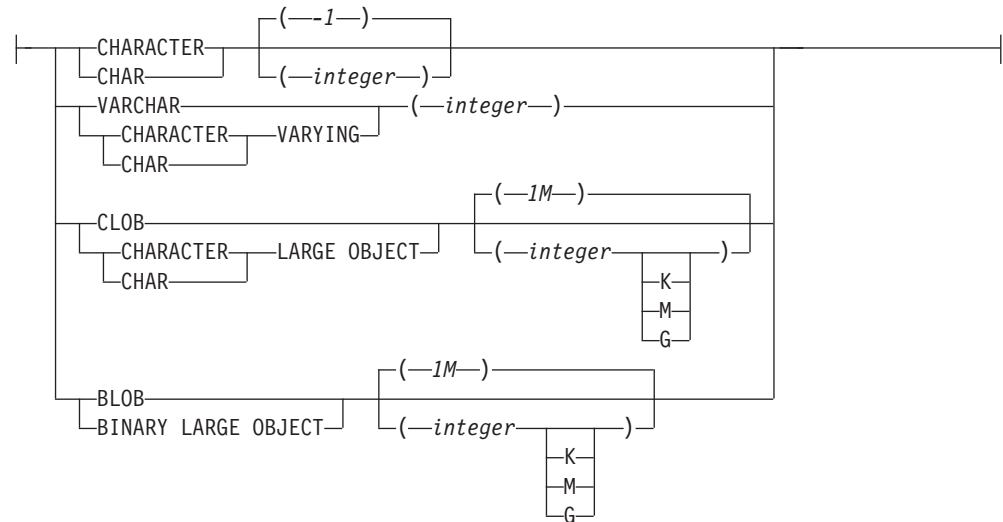 ( -1 )
CHARACTER
CHAR ( integer )
VARCHAR ( integer )
CHARACTER VARYING
CHAR
( 1M )
CLOB
CHARACTER LARGE OBJECT ( integer )
CHAR K
M
G
( 1M )
BLOB
BINARY LARGE OBJECT ( integer )
K
M
G